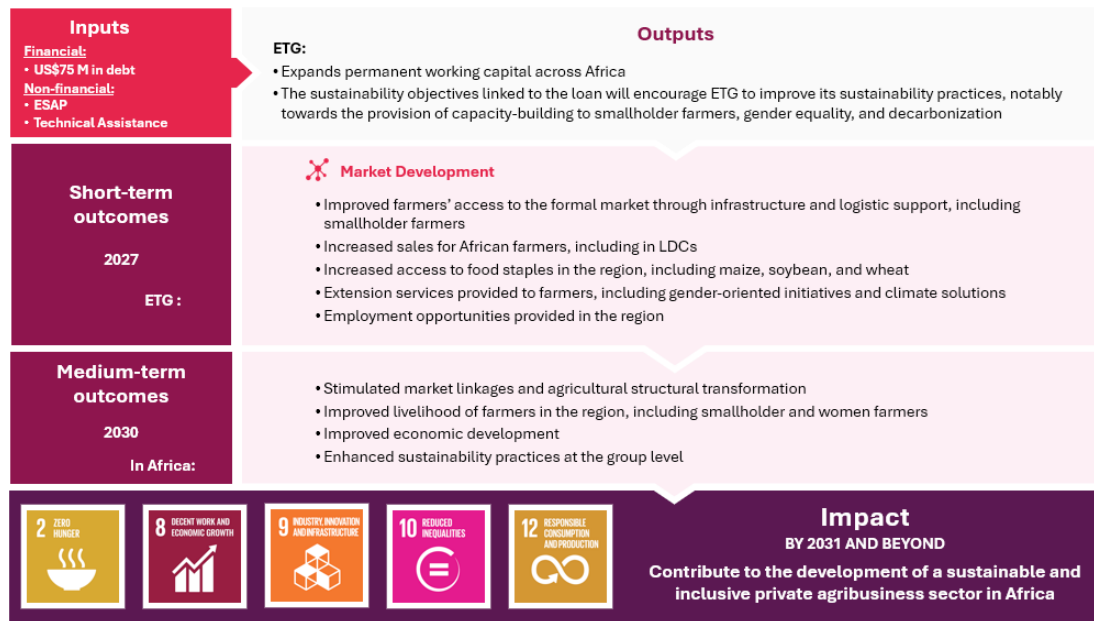 Inputs
Financial:
• US$75 M in debt
Non-financial:
• ESAP
• Technical Assistance
Outputs
ETG:
• Expands permanent working capital across Africa
• The sustainability objectives linked to the loan will encourage ETG to improve its sustainability practices, notably
towards the provision of capacity-building to smallholder farmers, gender equality, and decarbonization
Short-term
outcomes
2027
ETG :
Market Development
• Improved farmers’ access to the formal market through infrastructure and logistic support, including
smallholder farmers
• Increased sales for African farmers, including in LDCs
• Increased access to food staples in the region, including maize, soybean, and wheat
• Extension services provided to farmers, including gender-oriented initiatives and climate solutions
• Employment opportunities provided in the region
Medium-term
outcomes
2030
In Africa:
• Stimulated market linkages and agricultural structural transformation
• Improved livelihood of farmers in the region, including smallholder and women farmers
• Improved economic development
• Enhanced sustainability practices at the group level
2 ZERO
HUNGER
8 DECENT WORK AND
ECONOMIC GROWTH
9 INDUSTRY, INNOVATION
AND INFRASTRUCTURE
10 REDUCED
INEQUALITIES
12 RESPONSIBLE
CONSUMPTION
AND PRODUCTION
Impact
BY 2031 AND BEYOND
Contribute to the development of a sustainable and
inclusive private agribusiness sector in Africa